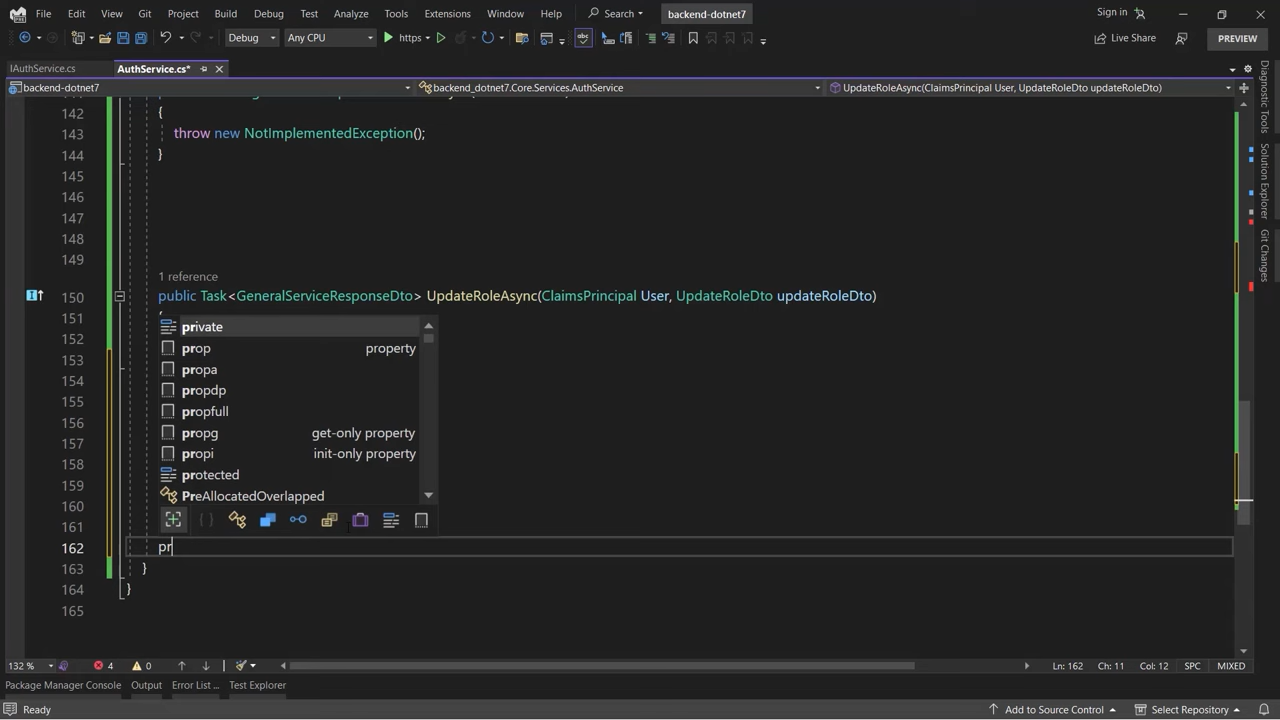 File Edit View Git Project Build Debug Test Analyze Tools Extensions Window Help Search backend-dotnet7 Sign in
Debug Any CPU https Live Share PREVIEW
IAuthService.cs AuthService.cs*
backend-dotnet7 backend_dotnet7.Core.Services.AuthService UpdateRoleAsync(ClaimsPrincipal User, UpdateRoleDto updateRoleDto)
142 {
143 throw new NotImplementedException();
144 }
145
146
147
148
149
1 reference
150 public Task<GeneralServiceResponseDto> UpdateRoleAsync(ClaimsPrincipal User, UpdateRoleDto updateRoleDto)
151
private
152
prop property
153
propa
154
propdp
155
propfull
156
propg get-only property
157
propi init-only property
158
protected
159
PreAllocatedOverlapped
160
161
162 pr
163 }
164 }
165
132 % 4 0 Ln: 162 Ch: 11 Col: 12 SPC MIXED
Package Manager Console Output Error List ... Test Explorer
Ready Add to Source Control Select Repository
Diagnostic Tools
Solution Explorer
Git Changes